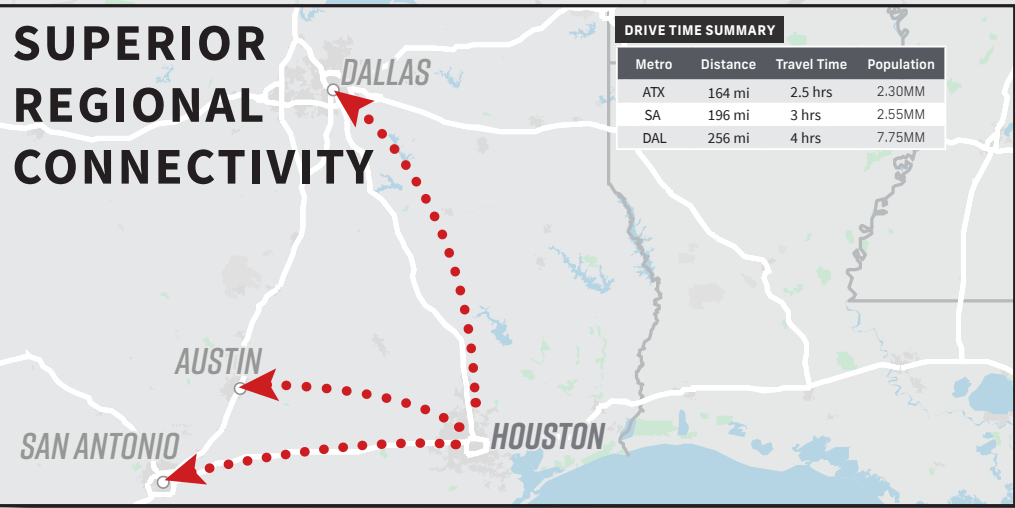 SUPERIOR
REGIONAL
CONNECTIVITY
DRIVE TIME SUMMARY
Metro Distance Travel Time Population
ATX 164 mi 2.5 hrs 2.30MM
SA 196 mi 3 hrs 2.55MM
DAL 256 mi 4 hrs 7.75MM
DALLAS
AUSTIN
SAN ANTONIO
HOUSTON